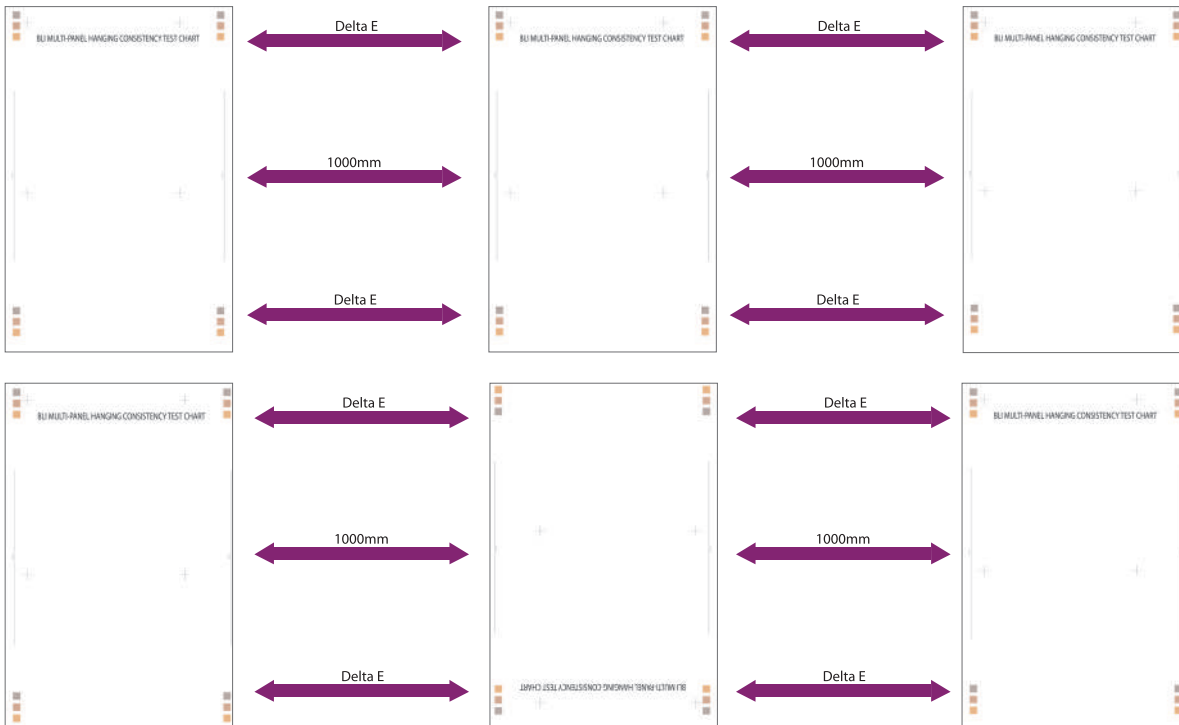 Delta E
Delta E
BLI MULTI-PANEL HANGING CONSISTENCY TEST CHART
BLI MULTI-PANEL HANGING CONSISTENCY TEST CHART
BLI MULTI-PANEL HANGING CONSISTENCY TEST CHART
1000mm
1000mm
Delta E
Delta E
Delta E
Delta E
BLI MULTI-PANEL HANGING CONSISTENCY TEST CHART
BLI MULTI-PANEL HANGING CONSISTENCY TEST CHART
1000mm
1000mm
Delta E
Delta E
BLI MULTI-PANEL HANGING CONSISTENCY TEST CHART